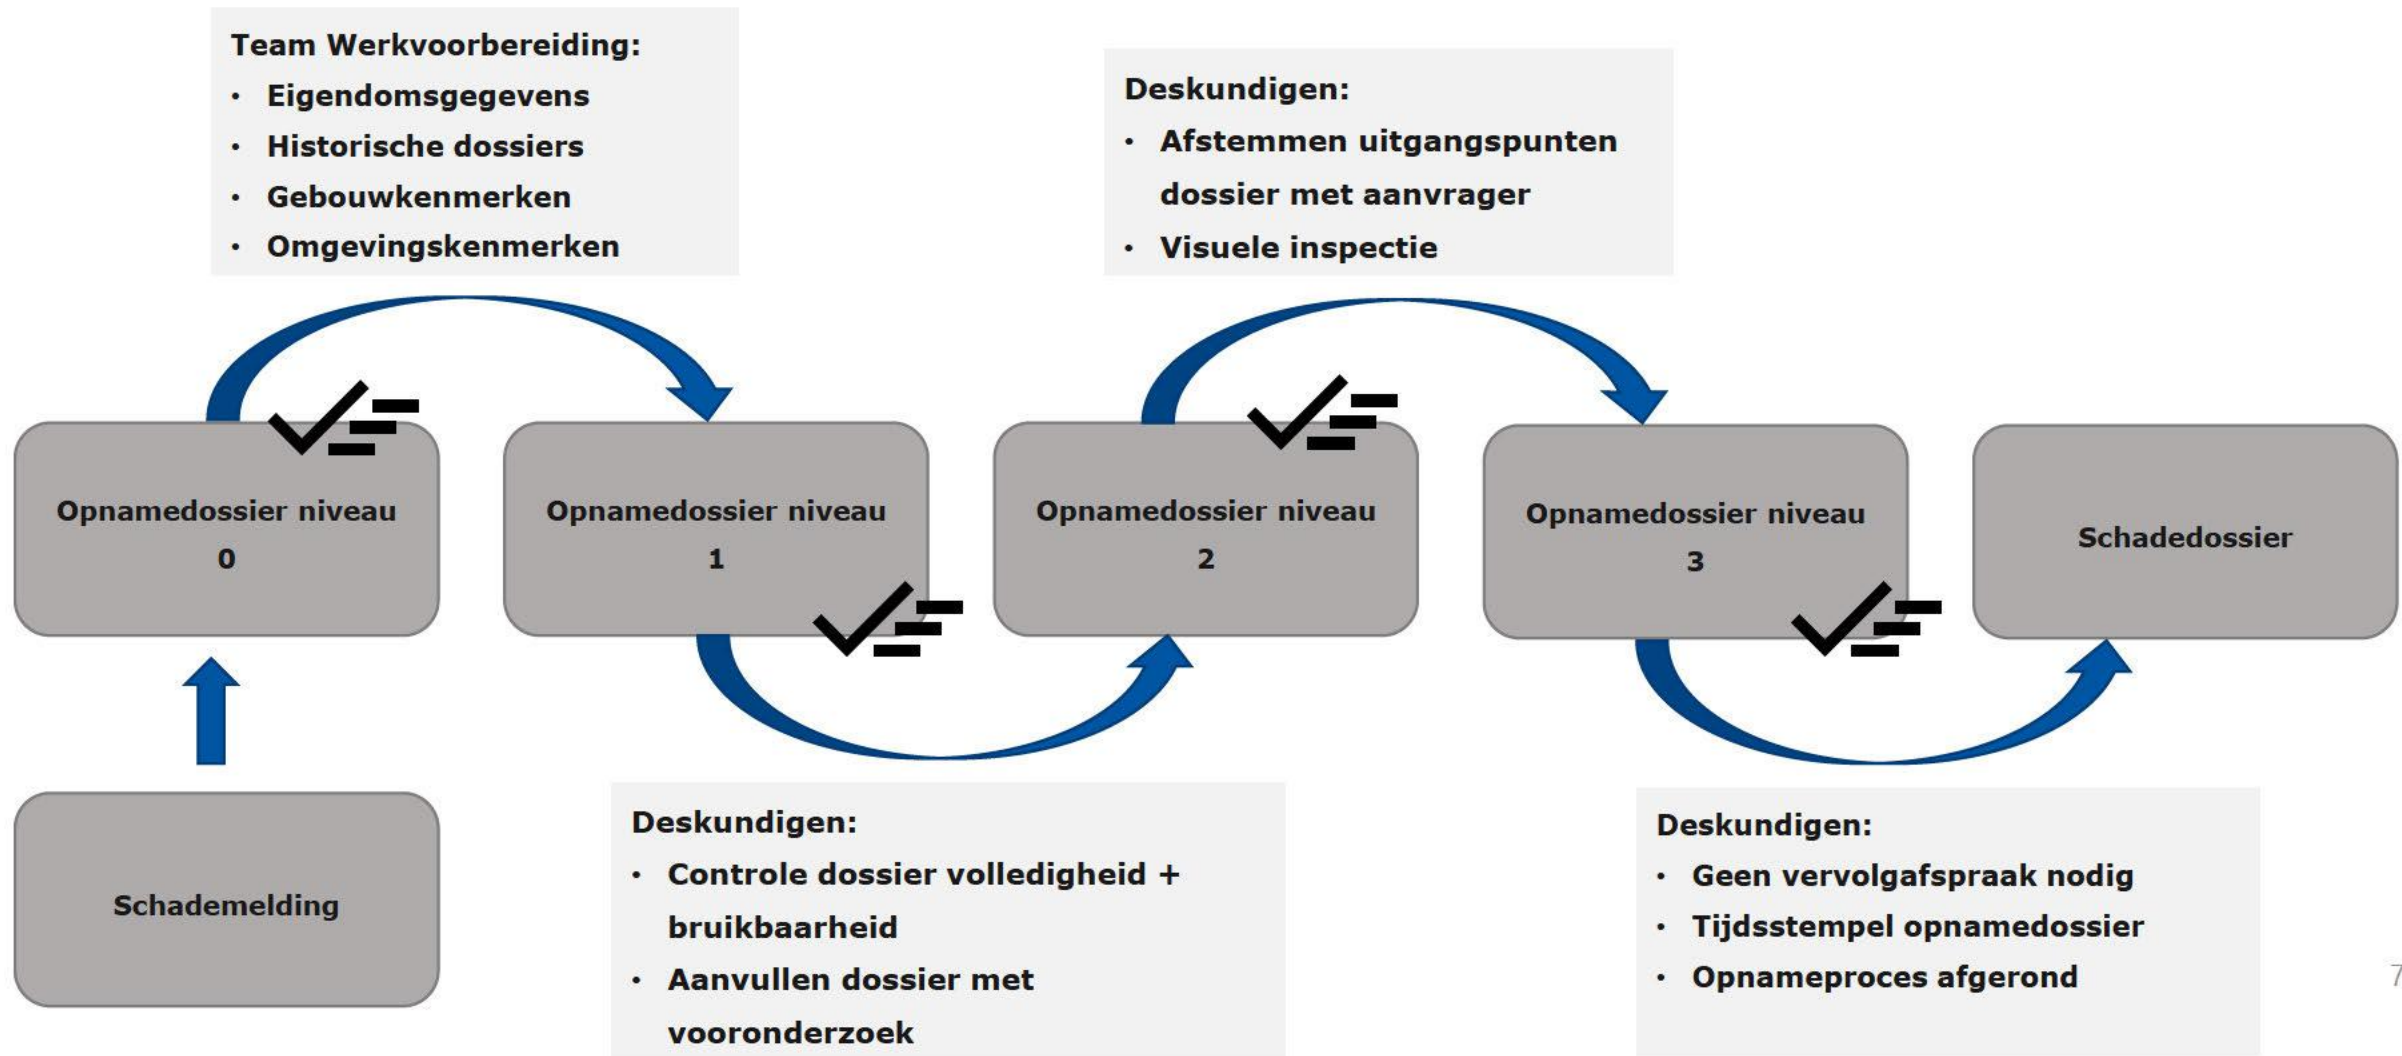 Team Werkvoorbereiding:
• Eigendomsgegevens
• Historische dossiers
• Gebouwkenmerken
• Omgevingskenmerken
Deskundigen:
• Afstemmen uitgangspunten
dossier met aanvrager
• Visuele inspectie
Opnamedossier niveau
0
Opnamedossier niveau
1
Opnamedossier niveau
2
Opnamedossier niveau
3
Schadedossier
Schademelding
Deskundigen:
• Controle dossier volledigheid +
bruikbaarheid
• Aanvullen dossier met
vooronderzoek
Deskundigen:
• Geen vervolgafspraak nodig
• Tijdsstempel opnamedossier
• Opnameproces afgerond
7